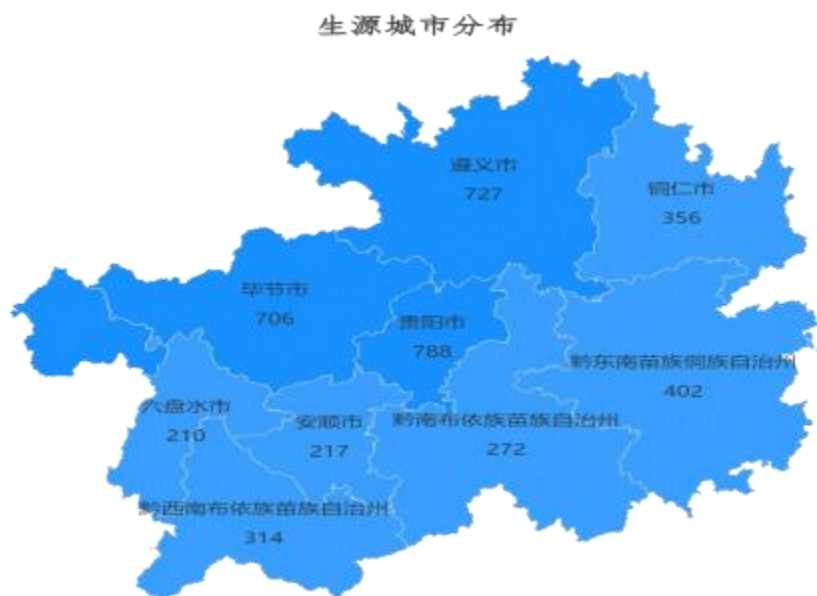 生源城市分布
遵义市
727
铜仁市
356
毕节市
706
贵阳市
788
黔东南苗族侗族自治州
402
六盘水市
210
安顺市
217
黔南布依族苗族自治州
272
黔西南布依族苗族自治州
314